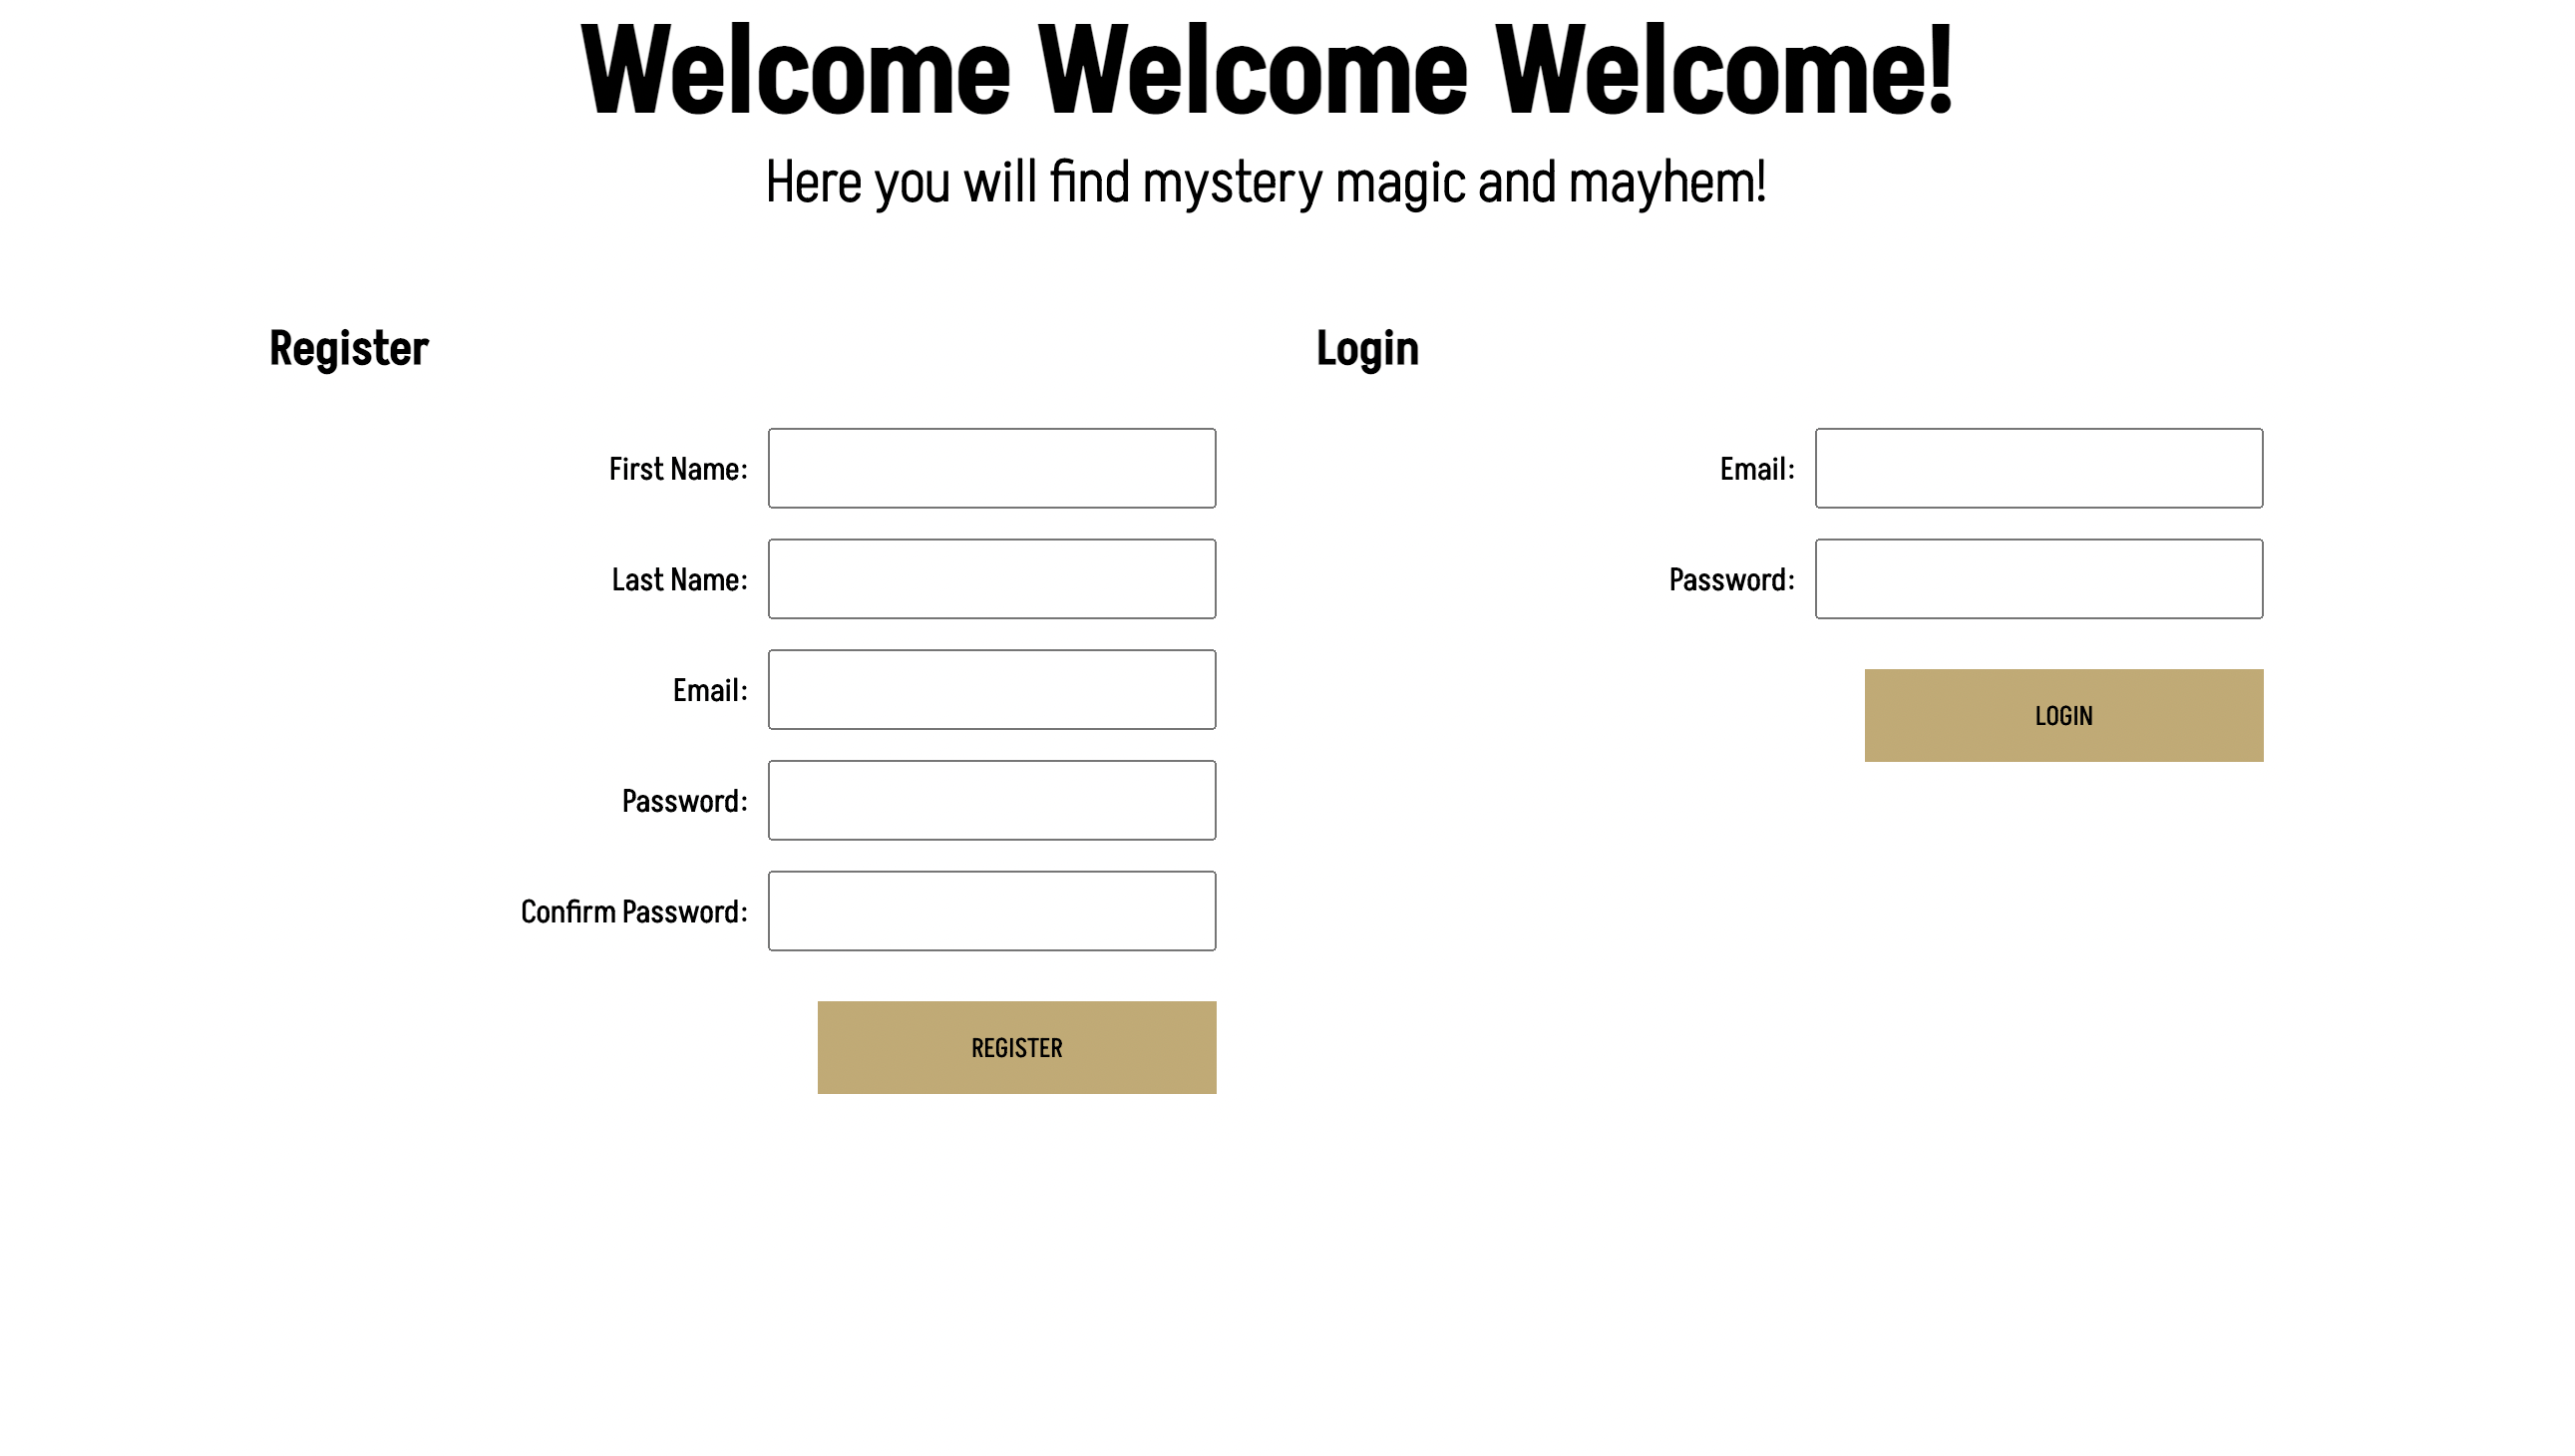 Welcome Welcome Welcome!
Here you will find mystery magic and mayhem!
Register
First Name:
Last Name:
Email:
Password:
Confirm Password:
REGISTER
Login
Email:
Password:
LOGIN